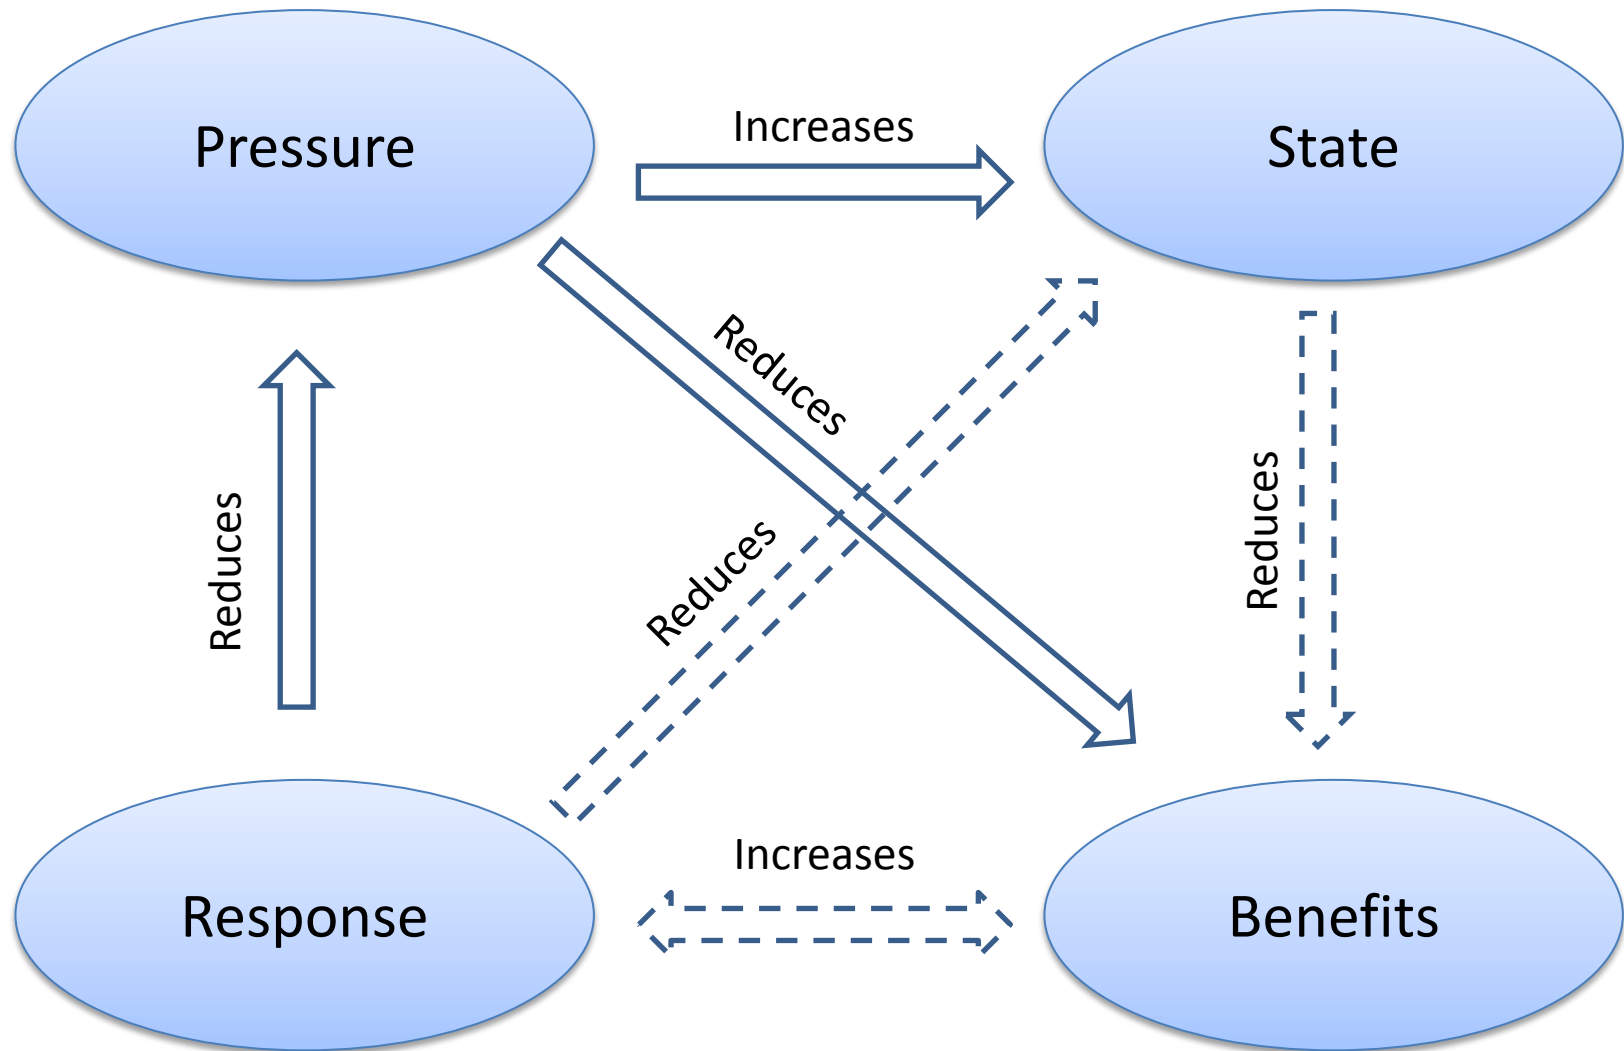 Pressure
Increases
State
Reduces
Reduces
Reduces
Reduces
Increases
Response
Benefits